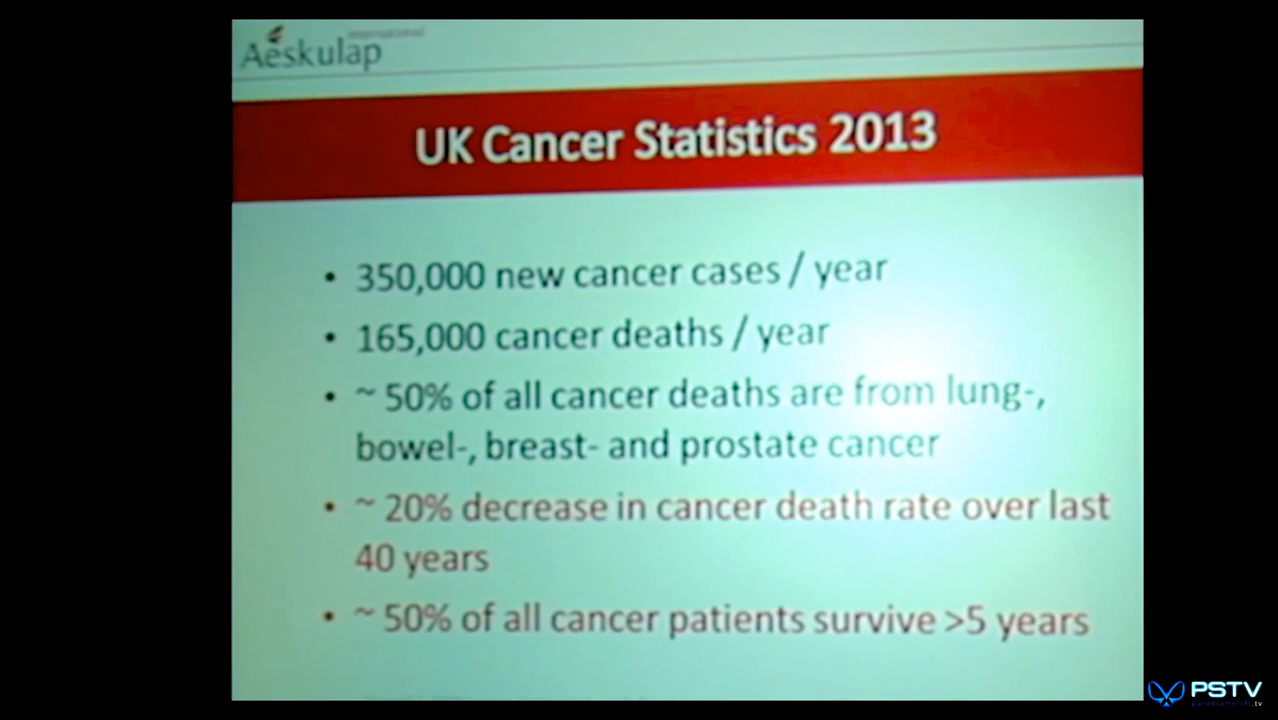 international
Aeskulap
UK Cancer Statistics 2013
• 350,000 new cancer cases / year
• 165,000 cancer deaths / year
• ~ 50% of all cancer deaths are from lung-,
bowel-, breast- and prostate cancer
• ~ 20% decrease in cancer death rate over last
40 years
• ~ 50% of all cancer patients survive >5 years
PSTV
paradigmshift.tv